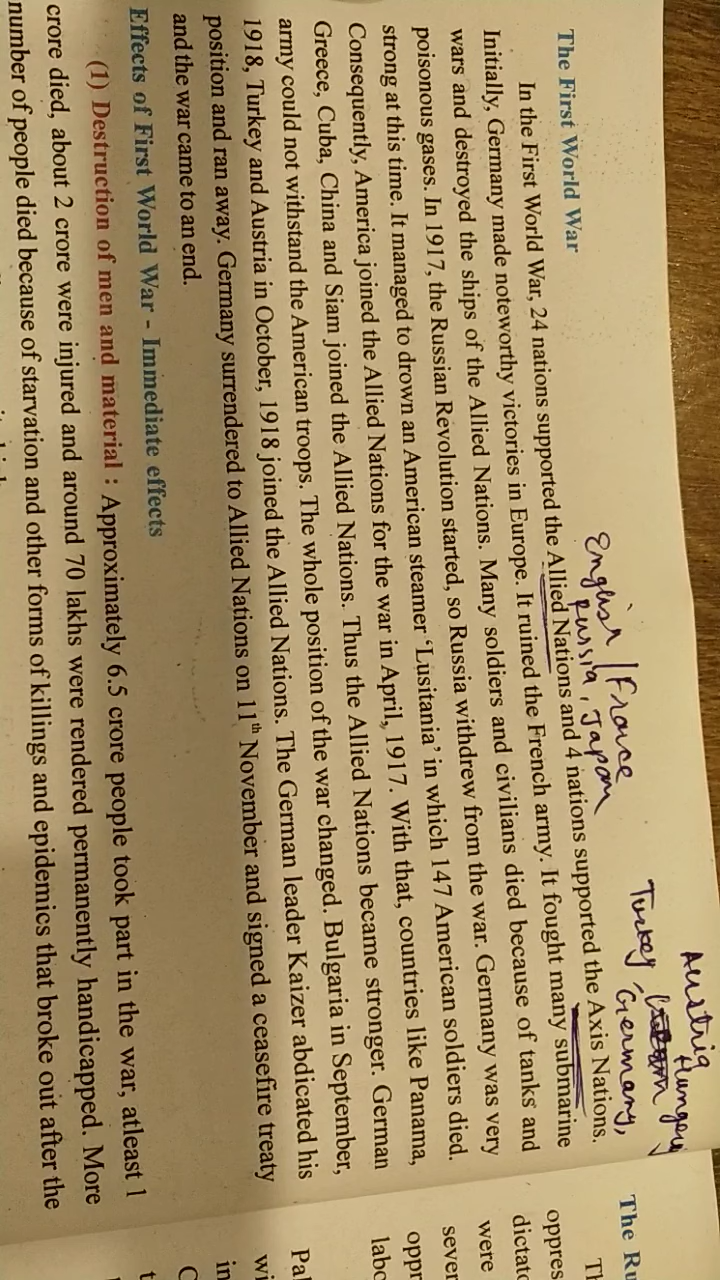 Austria Hungary
Turkey, Germany,
English / France
Russia, Japan
The First World War
In the First World War, 24 nations supported the Allied Nations and 4 nations supported the Axis Nations.
Initially, Germany made noteworthy victories in Europe. It ruined the French army. It fought many submarine
wars and destroyed the ships of the Allied Nations. Many soldiers and civilians died because of tanks and
poisonous gases. In 1917, the Russian Revolution started, so Russia withdrew from the war. Germany was very
strong at this time. It managed to drown an American steamer ‘Lusitania’ in which 147 American soldiers died.
Consequently, America joined the Allied Nations for the war in April, 1917. With that, countries like Panama,
Greece, Cuba, China and Siam joined the Allied Nations. Thus the Allied Nations became stronger. German
army could not withstand the American troops. The whole position of the war changed. Bulgaria in September,
1918, Turkey and Austria in October, 1918 joined the Allied Nations. The German leader Kaizer abdicated his
position and ran away. Germany surrendered to Allied Nations on 11th November and signed a ceasefire treaty
and the war came to an end.
Effects of First World War - Immediate effects
(1) Destruction of men and material : Approximately 6.5 crore people took part in the war, atleast 1
crore died, about 2 crore were injured and around 70 lakhs were rendered permanently handicapped. More
number of people died because of starvation and other forms of killings and epidemics that broke out after the
The Ru
Th
oppres
dictato
were
sever
oppr
labo
Pal
wi
in
C
t